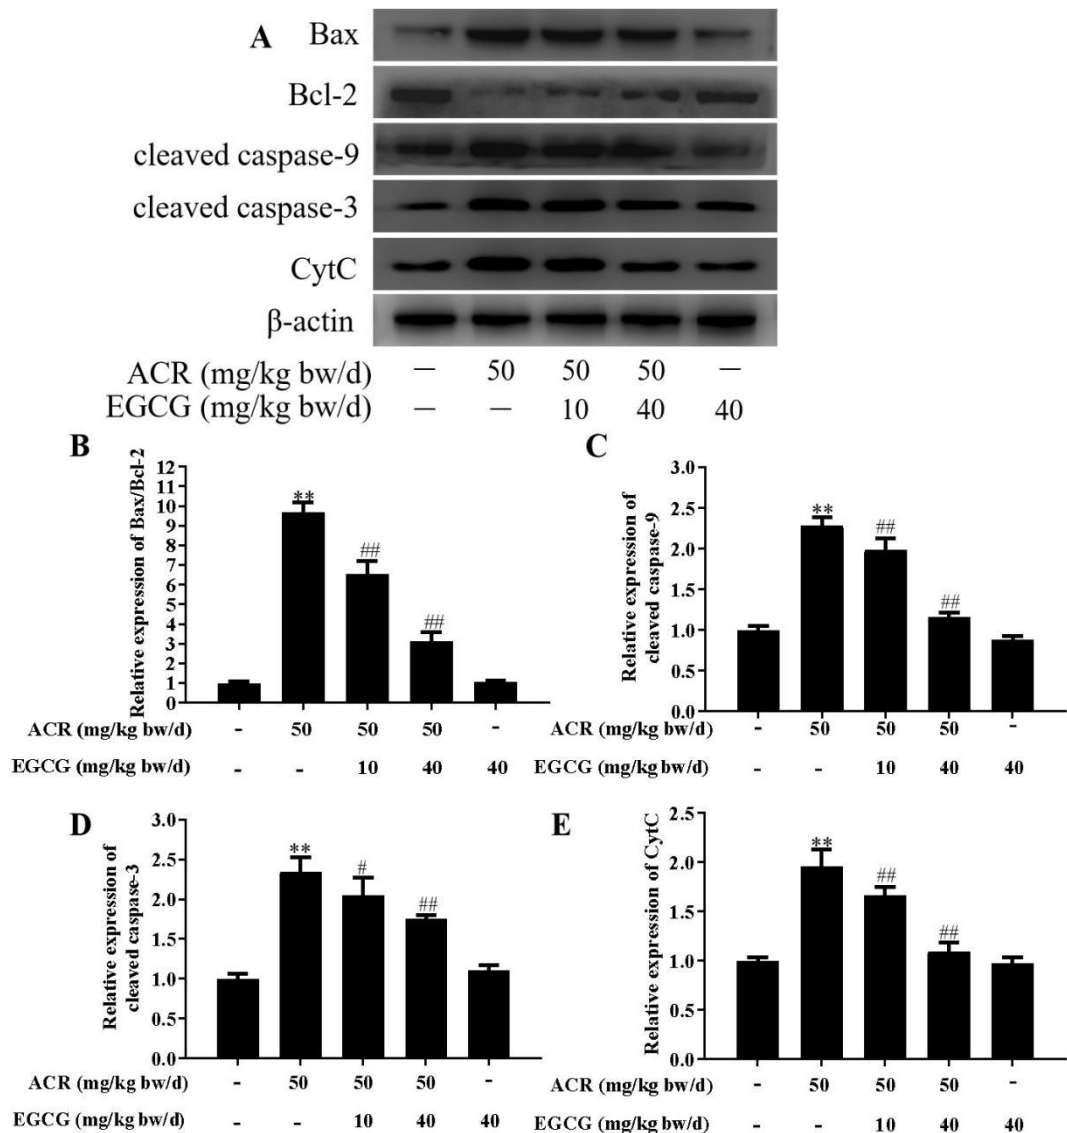 A Bax
Bcl-2
cleaved caspase-9
cleaved caspase-3
CytC
β-actin
ACR (mg/kg bw/d) — 50 50 50 —
EGCG (mg/kg bw/d) — — 10 40 40
B
Relative expression of Bax/Bcl-2
12
11
10
9
8
7
6
5
4
3
2
1
0
**
##
##
ACR (mg/kg bw/d) - 50 50 50 -
EGCG (mg/kg bw/d) - - 10 40 40
C
Relative expression of
cleaved caspase-9
3.0
2.5
2.0
1.5
1.0
0.5
0.0
**
##
##
ACR (mg/kg bw/d) - 50 50 50 -
EGCG (mg/kg bw/d) - - 10 40 40
D
Relative expression of
cleaved caspase-3
3.0
2.5
2.0
1.5
1.0
0.5
0.0
**
#
##
ACR (mg/kg bw/d) - 50 50 50 -
EGCG (mg/kg bw/d) - - 10 40 40
E
Relative expression of CytC
2.5
2.0
1.5
1.0
0.5
0.0
**
##
##
ACR (mg/kg bw/d) - 50 50 50 -
EGCG (mg/kg bw/d) - - 10 40 40